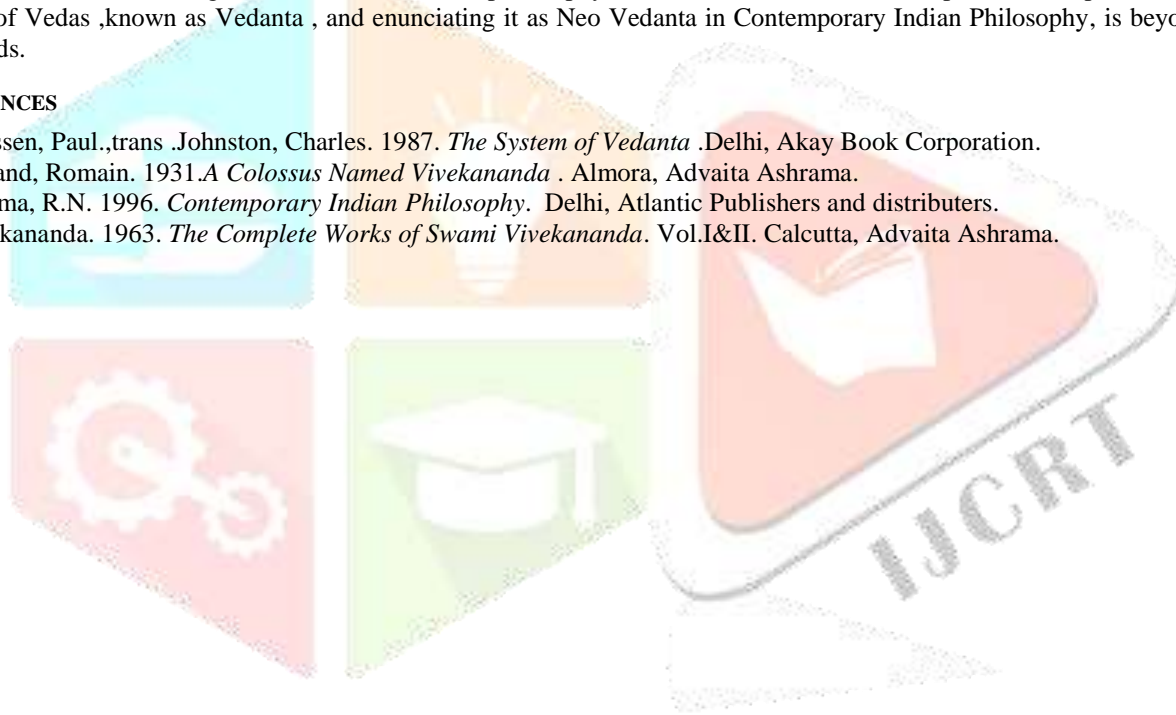 of Vedas ,known as Vedanta , and enunciating it as Neo Vedanta in Contemporary Indian Philosophy, is
ds.
NCES
ssen, Paul.,trans .Johnston, Charles. 1987. The System of Vedanta .Delhi, Akay Book Corporation.
and, Romain. 1931.A Colossus Named Vivekananda . Almora, Advaita Ashrama.
ma, R.N. 1996. Contemporary Indian Philosophy. Delhi, Atlantic Publishers and distributers.
kananda. 1963. The Complete Works of Swami Vivekananda. Vol.I&II. Calcutta, Advaita Ashrama.
IJCRT